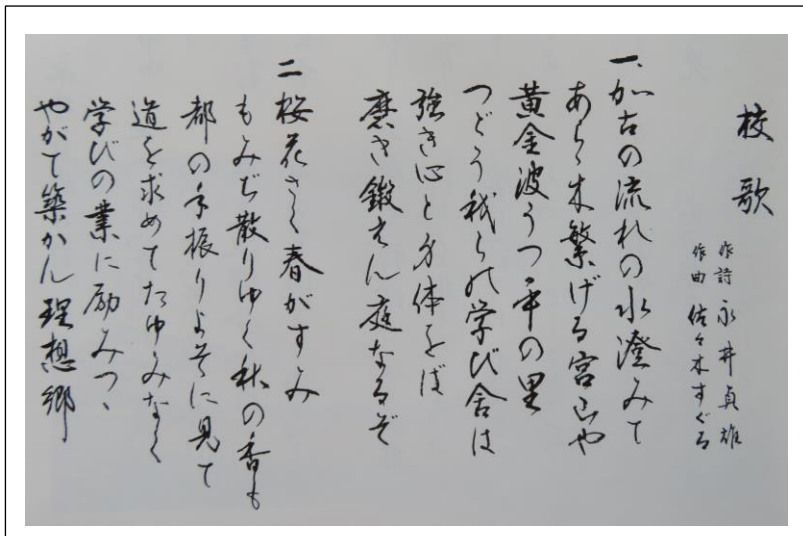 校歌
作詩 永井貞雄
作曲 佐々木すぐる
一、加古の流れの水澄みて
あら木繁げる宮山や
黄金波うつ平の里
つどう我らの学び舎は
強き心と身体をば
磨き鍛えん庭なるぞ
二 桜花さく春がすみ
もみぢ散りゆく秋の香も
都の手振りよそに見て
道を求めてたゆみなく
学びの業に励みつゝ
やがて築かん理想郷